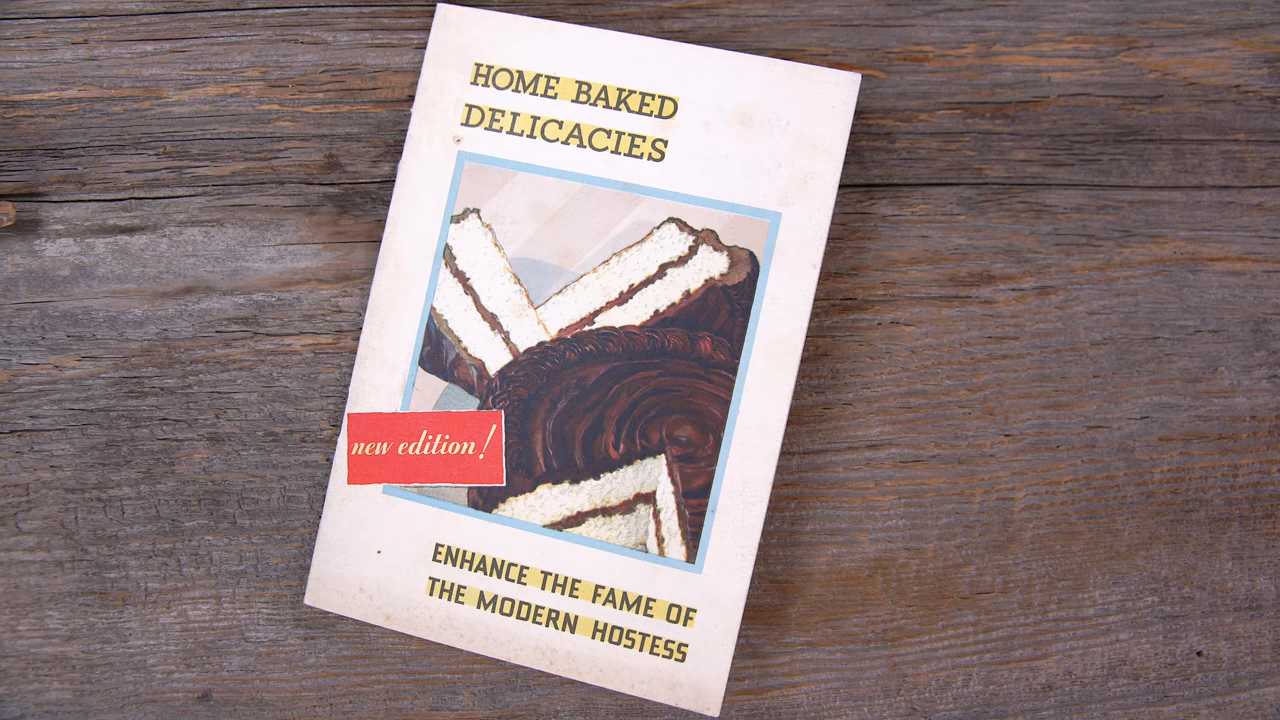 HOME BAKED
DELICACIES
new edition!
ENHANCE THE FAME OF
THE MODERN HOSTESS